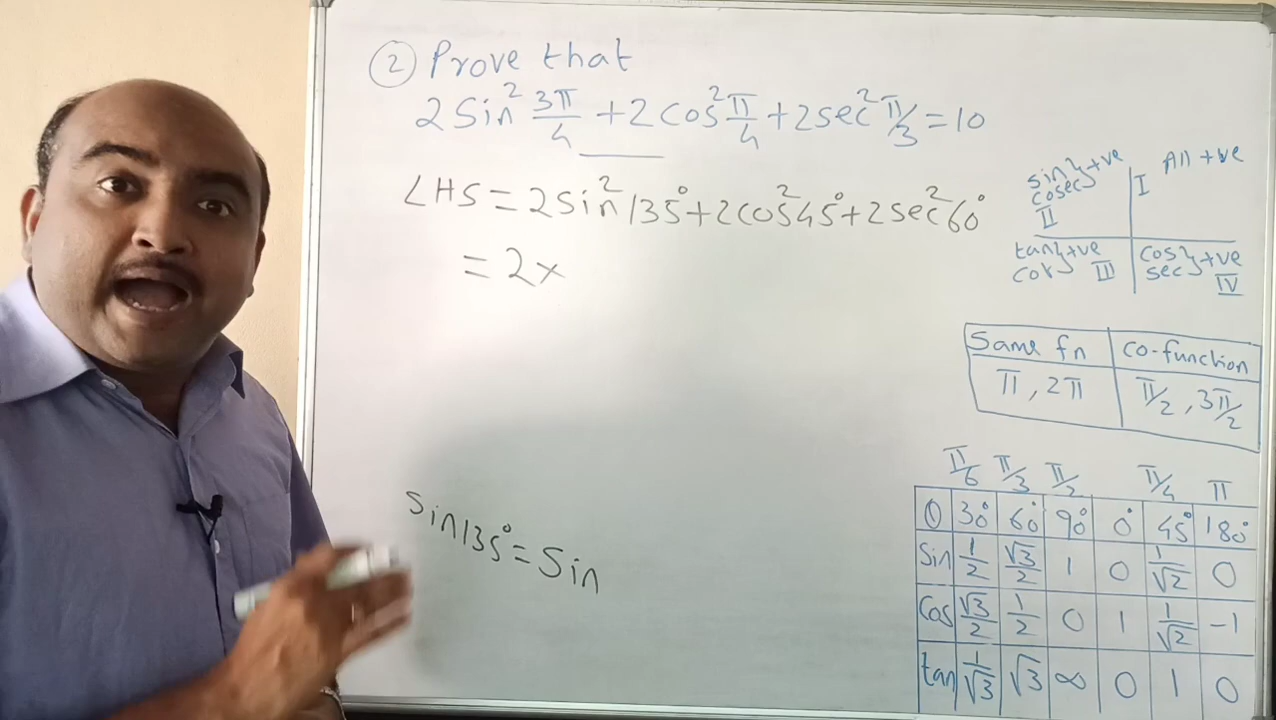 ② Prove that
2 Sin² 3π/4 + 2 cos² π/4 + 2 sec² π/3 = 10
LHS = 2 sin² 135° + 2 cos² 45° + 2 sec² 60°
= 2 ×
sin 135° = Sin
sin } +ve
cosec
II
I
All +ve
tan } +ve
cot
III
cos } +ve
sec
IV
Same fn | co-function
π, 2π | π/2, 3π/2
π/6 π/3 π/2 π/4 π
θ 30° 60° 90° 0° 45° 180°
Sin 1/2 √3/2 1 0 1/√2 0
Cos √3/2 1/2 0 1 1/√2 -1
tan 1/√3 √3 ∞ 0 1 0